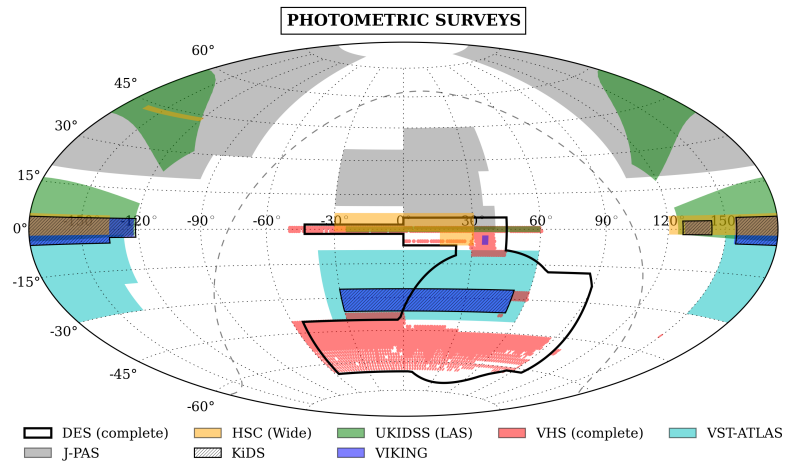 PHOTOMETRIC SURVEYS
60°
45°
30°
15°
0° -150° -120° -90° -60° -30° 0° 30° 60° 90° 120° 150°
-15°
-30°
-45°
-60°
DES (complete) HSC (Wide) UKIDSS (LAS) VHS (complete) VST-ATLAS
J-PAS KiDS VIKING